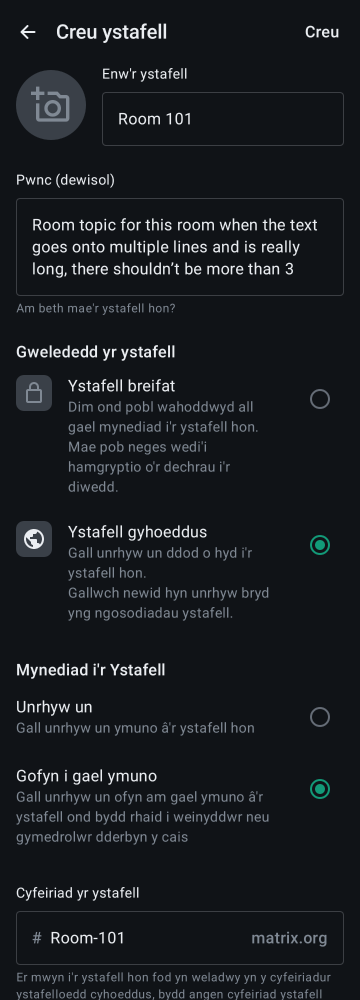 Creu ystafell
Creu
Enw'r ystafell
Room 101
Pwnc (dewisol)
Room topic for this room when the text
goes onto multiple lines and is really
long, there shouldn’t be more than 3
Am beth mae'r ystafell hon?
Gwelededd yr ystafell
Ystafell breifat
Dim ond pobl wahoddwyd all
gael mynediad i'r ystafell hon.
Mae pob neges wedi'i
hamgryptio o'r dechrau i'r
diwedd.
Ystafell gyhoeddus
Gall unrhyw un ddod o hyd i'r
ystafell hon.
Gallwch newid hyn unrhyw bryd
yng ngosodiadau ystafell.
Mynediad i'r Ystafell
Unrhyw un
Gall unrhyw un ymuno â'r ystafell hon
Gofyn i gael ymuno
Gall unrhyw un ofyn am gael ymuno â'r
ystafell ond bydd rhaid i weinyddwr neu
gymedrolwr dderbyn y cais
Cyfeiriad yr ystafell
# Room-101 matrix.org
Er mwyn i'r ystafell hon fod yn weladwy yn y cyfeiriadur
ystafelloedd cyhoeddus, bydd angen cyfeiriad ystafell